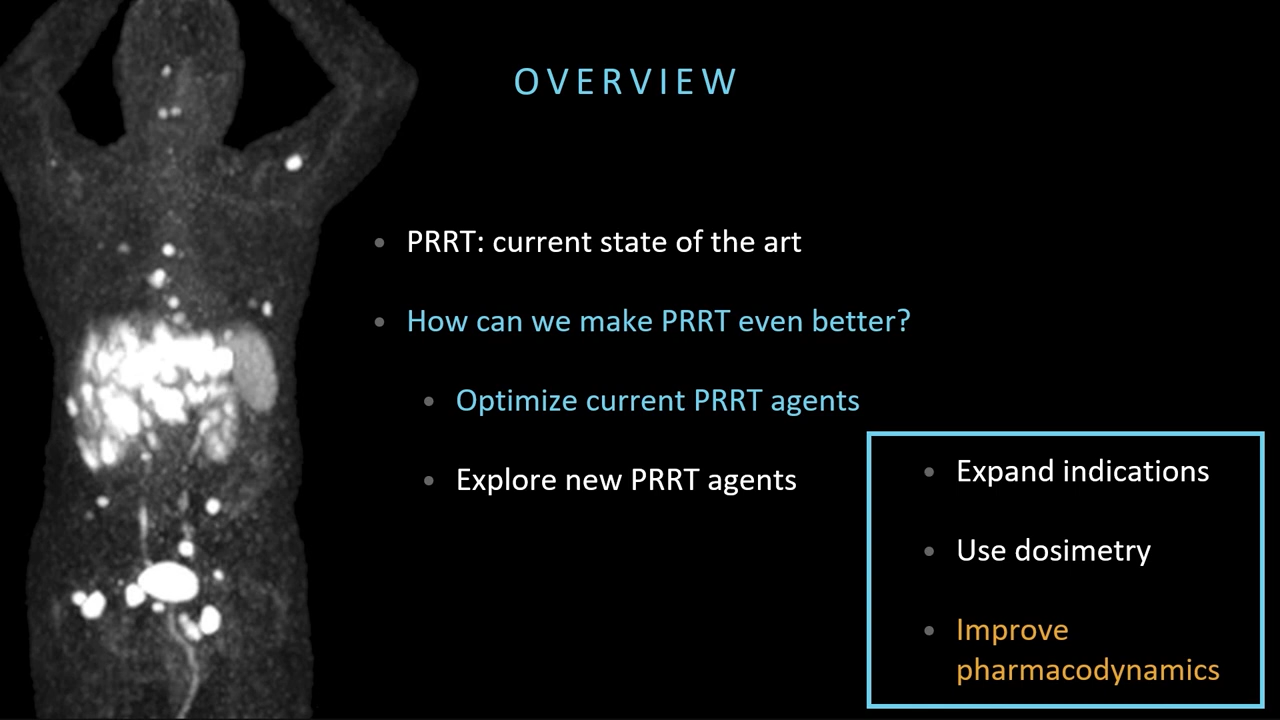 OVERVIEW
PRRT: current state of the art
How can we make PRRT even better?
Optimize current PRRT agents
Explore new PRRT agents
Expand indications
Use dosimetry
Improve
pharmacodynamics